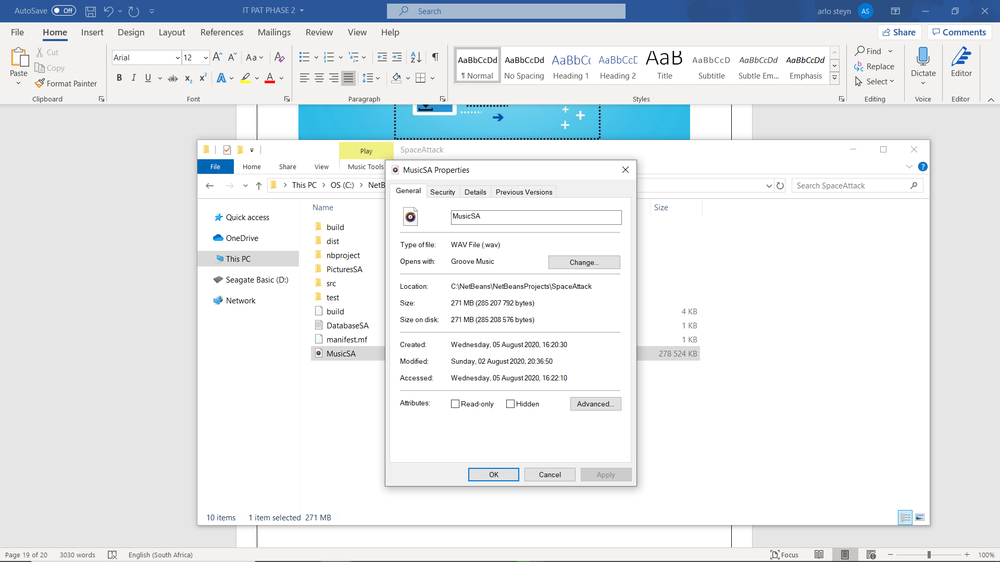 AutoSave Off IT PAT PHASE 2 Search arlo steyn AS
File Home Insert Design Layout References Mailings Review View Help Share Comments
Paste Cut Copy Format Painter
Arial 12 Aa
B I U ab x2 x2 A A
AaBbCcDd AaBbCcDd AaBbCc AaBbCcD AaB AaBbCcD AaBbCcDd AaBbCcDd
¶ Normal No Spacing Heading 1 Heading 2 Title Subtitle Subtle Em... Emphasis
Find Replace Select
Dictate Editor
Clipboard Font Paragraph Styles Editing Voice Editor
Play SpaceAttack
File Home Share View Music Tools
This PC OS (C:) NetB Search SpaceAttack
Quick access
OneDrive
This PC
Seagate Basic (D:)
Network
Name Size
build
dist
nbproject
PicturesSA
src
test
build 4 KB
DatabaseSA 1 KB
manifest.mf 1 KB
MusicSA 278 524 KB
10 items 1 item selected 271 MB
MusicSA Properties
General Security Details Previous Versions
MusicSA
Type of file: WAV File (.wav)
Opens with: Groove Music Change...
Location: C:\NetBeans\NetBeansProjects\SpaceAttack
Size: 271 MB (285 207 792 bytes)
Size on disk: 271 MB (285 208 576 bytes)
Created: Wednesday, 05 August 2020, 16:20:30
Modified: Sunday, 02 August 2020, 20:36:50
Accessed: Wednesday, 05 August 2020, 16:22:10
Attributes: Read-only Hidden Advanced...
OK Cancel Apply
Page 19 of 20 3030 words English (South Africa) Focus 100%